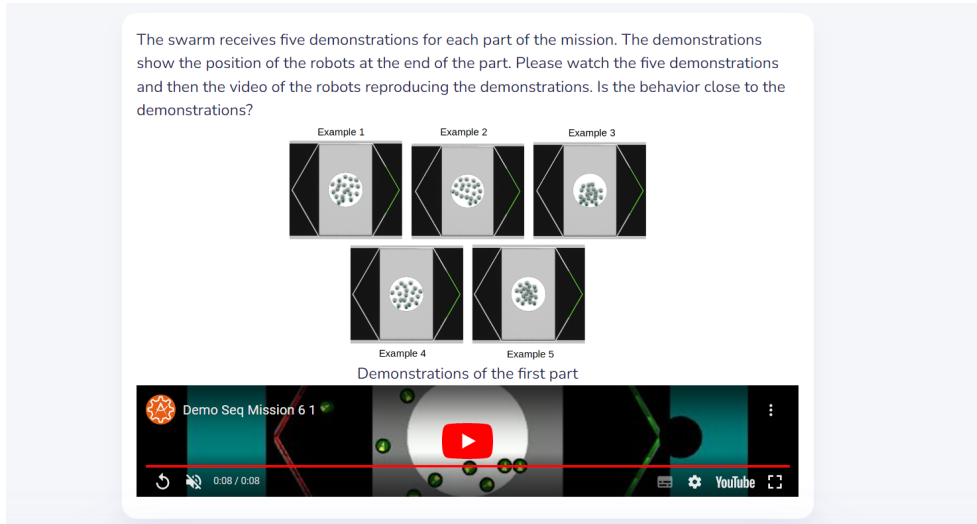 The swarm receives five demonstrations for each part of the mission. The demonstrations
show the position of the robots at the end of the part. Please watch the five demonstrations
and then the video of the robots reproducing the demonstrations. Is the behavior close to the
demonstrations?
Example 1 Example 2 Example 3
Example 4 Example 5
Demonstrations of the first part
Demo Seq Mission 6 1
0:08 / 0:08 YouTube